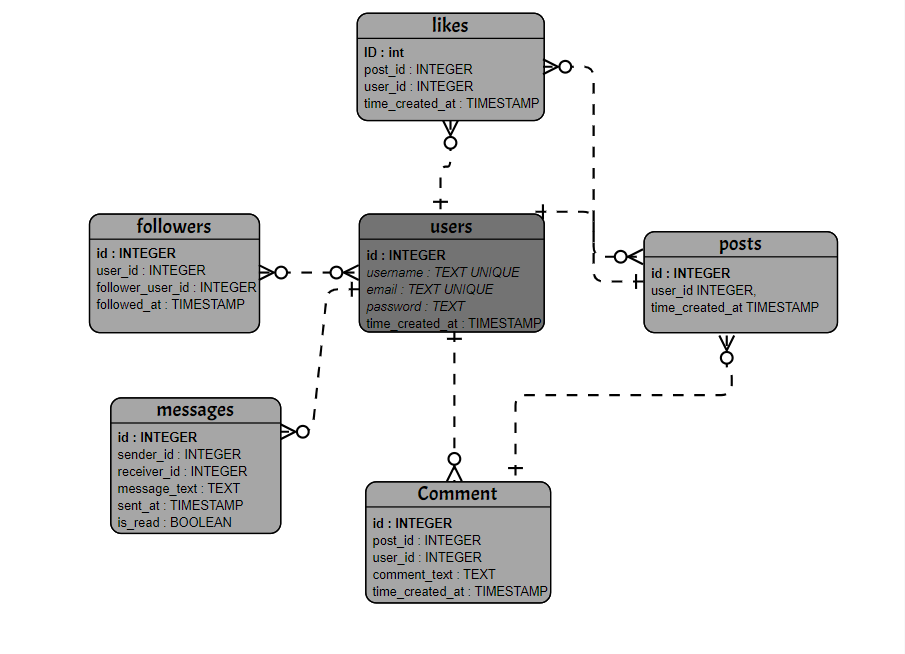 likes
ID : int
post_id : INTEGER
user_id : INTEGER
time_created_at : TIMESTAMP
followers
id : INTEGER
user_id : INTEGER
follower_user_id : INTEGER
followed_at : TIMESTAMP
users
id : INTEGER
username : TEXT UNIQUE
email : TEXT UNIQUE
password : TEXT
time_created_at : TIMESTAMP
posts
id : INTEGER
user_id INTEGER,
time_created_at TIMESTAMP
messages
id : INTEGER
sender_id : INTEGER
receiver_id : INTEGER
message_text : TEXT
sent_at : TIMESTAMP
is_read : BOOLEAN
Comment
id : INTEGER
post_id : INTEGER
user_id : INTEGER
comment_text : TEXT
time_created_at : TIMESTAMP